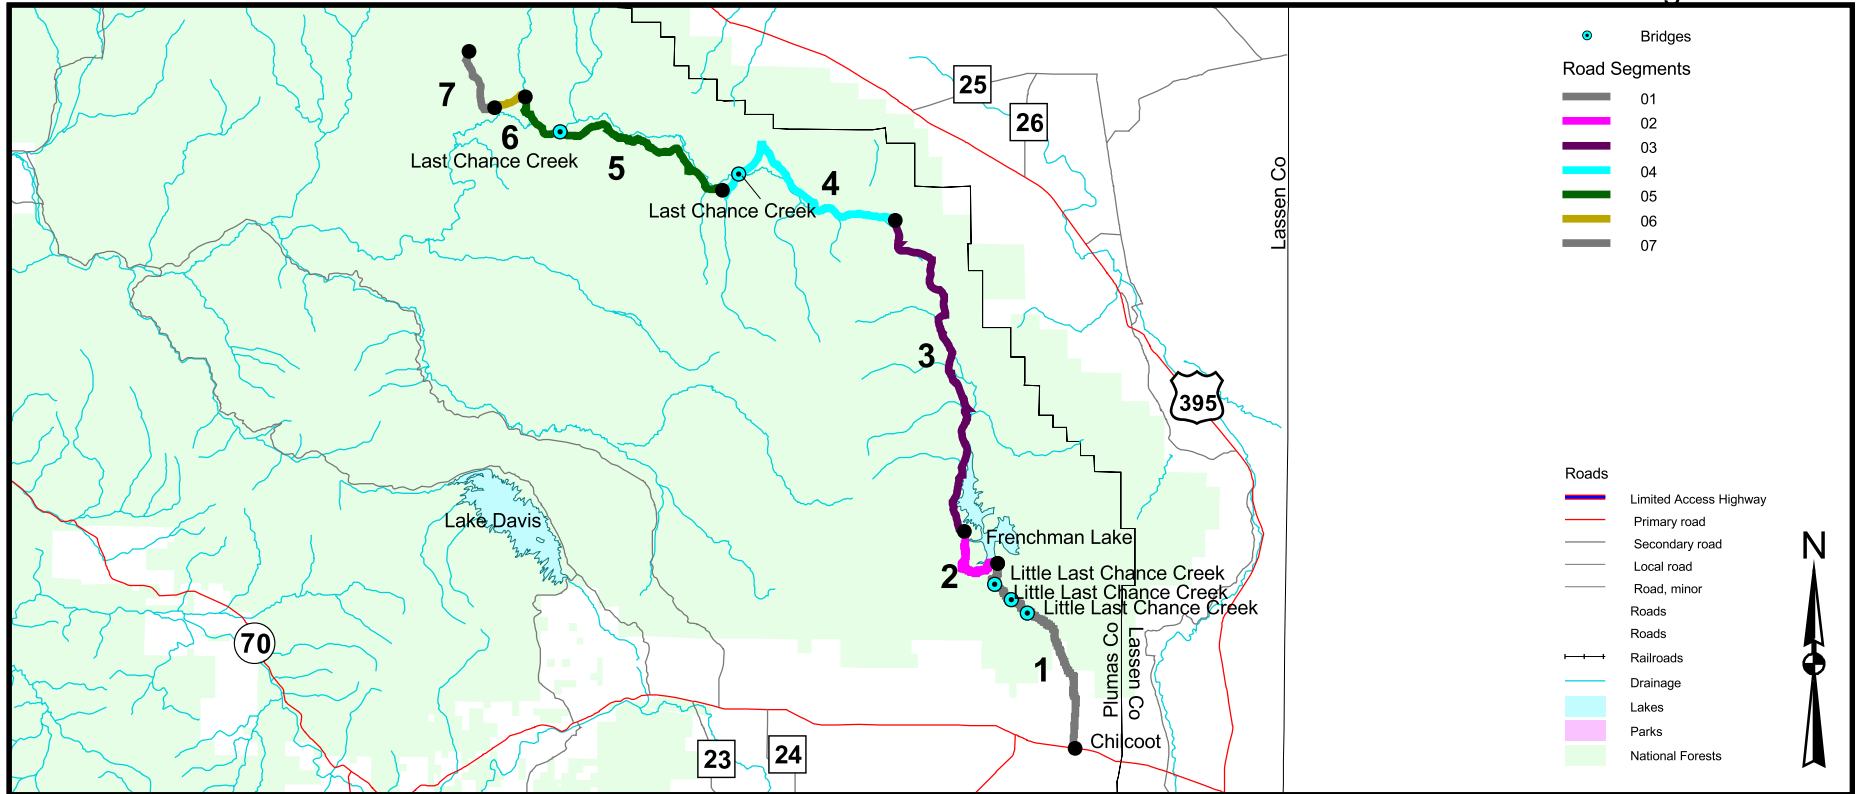 Bridges
Road Segments
01
02
03
04
05
06
07
25
26
7
6
Last Chance Creek
5
4
Last Chance Creek
Lassen Co
3
395
Lake Davis
Frenchman Lake
2
Little Last Chance Creek
Little Last Chance Creek
Little Last Chance Creek
70
1
Plumas Co
Lassen Co
Chilcoot
23
24
Roads
Limited Access Highway
Primary road
Secondary road
Local road
Road, minor
Roads
Roads
Railroads
Drainage
Lakes
Parks
National Forests
N